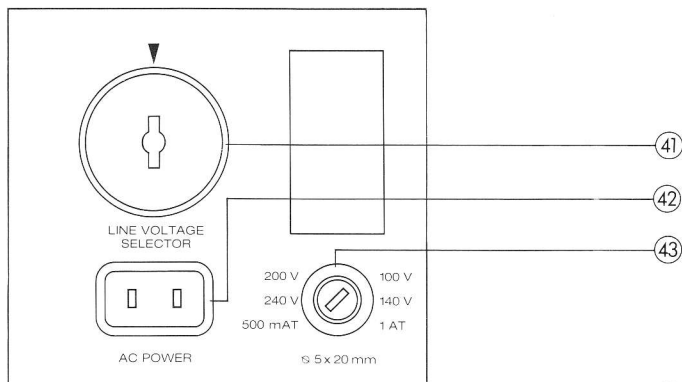 LINE VOLTAGE
SELECTOR
41
42
43
200 V
100 V
240 V
140 V
500 mAT
1 AT
AC POWER
5 x 20 mm